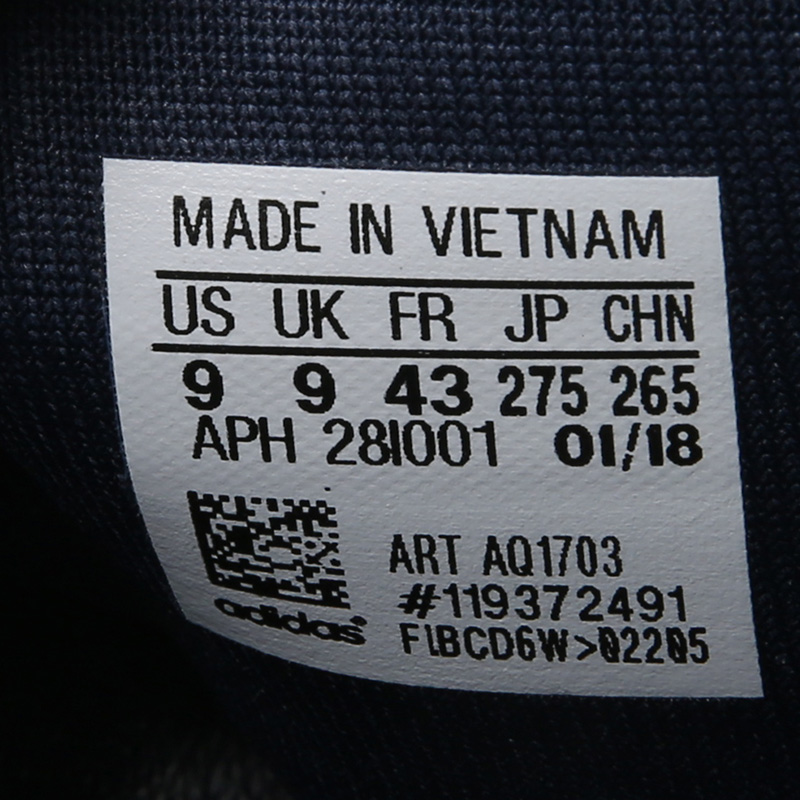 MADE IN VIETNAM
US UK FR JP CHN
9 9 43 275 265
APH 28I001 01/18
ART AQ1703
#119372491
adidas
F1BCD6W>02205